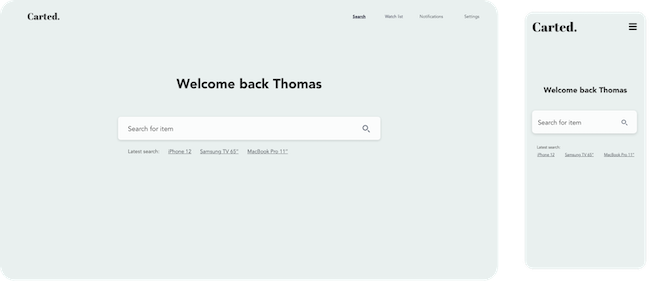 Carted.
Search Watch list Notifications Settings
Welcome back Thomas
Search for item
Latest search: iPhone 12 Samsung TV 65" MacBook Pro 11"
Carted.
Welcome back Thomas
Search for item
Latest search:
iPhone 12 Samsung TV 65" MacBook Pro 11"